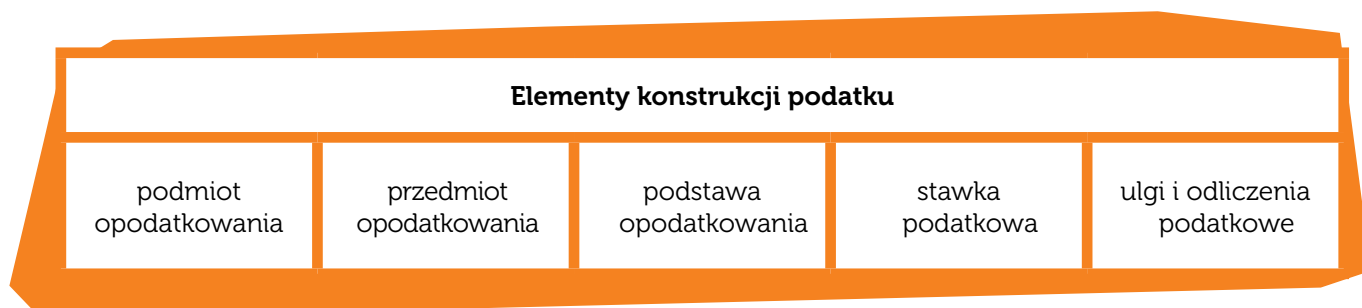 Elementy konstrukcji podatku
podmiot
opodatkowania
przedmiot
opodatkowania
podstawa
opodatkowania
stawka
podatkowa
ulgi i odliczenia
podatkowe